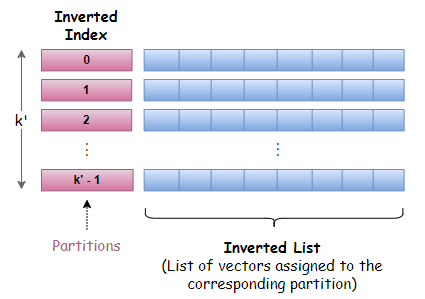 Inverted
Index
0
1
2
k'
⋮
⋮
k' - 1
Partitions
Inverted List
(List of vectors assigned to the
corresponding partition)